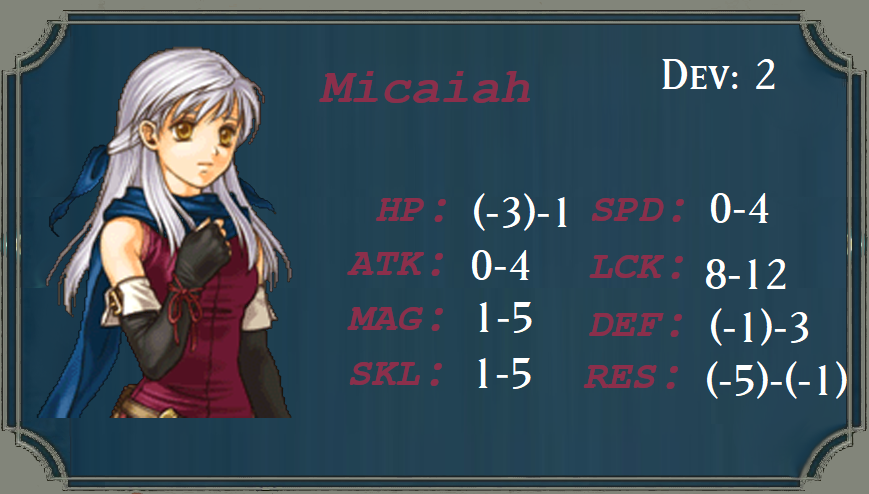 Micaiah
DEV: 2
HP: (-3)-1 SPD: 0-4
ATK: 0-4 LCK: 8-12
MAG: 1-5 DEF: (-1)-3
SKL: 1-5 RES: (-5)-(-1)